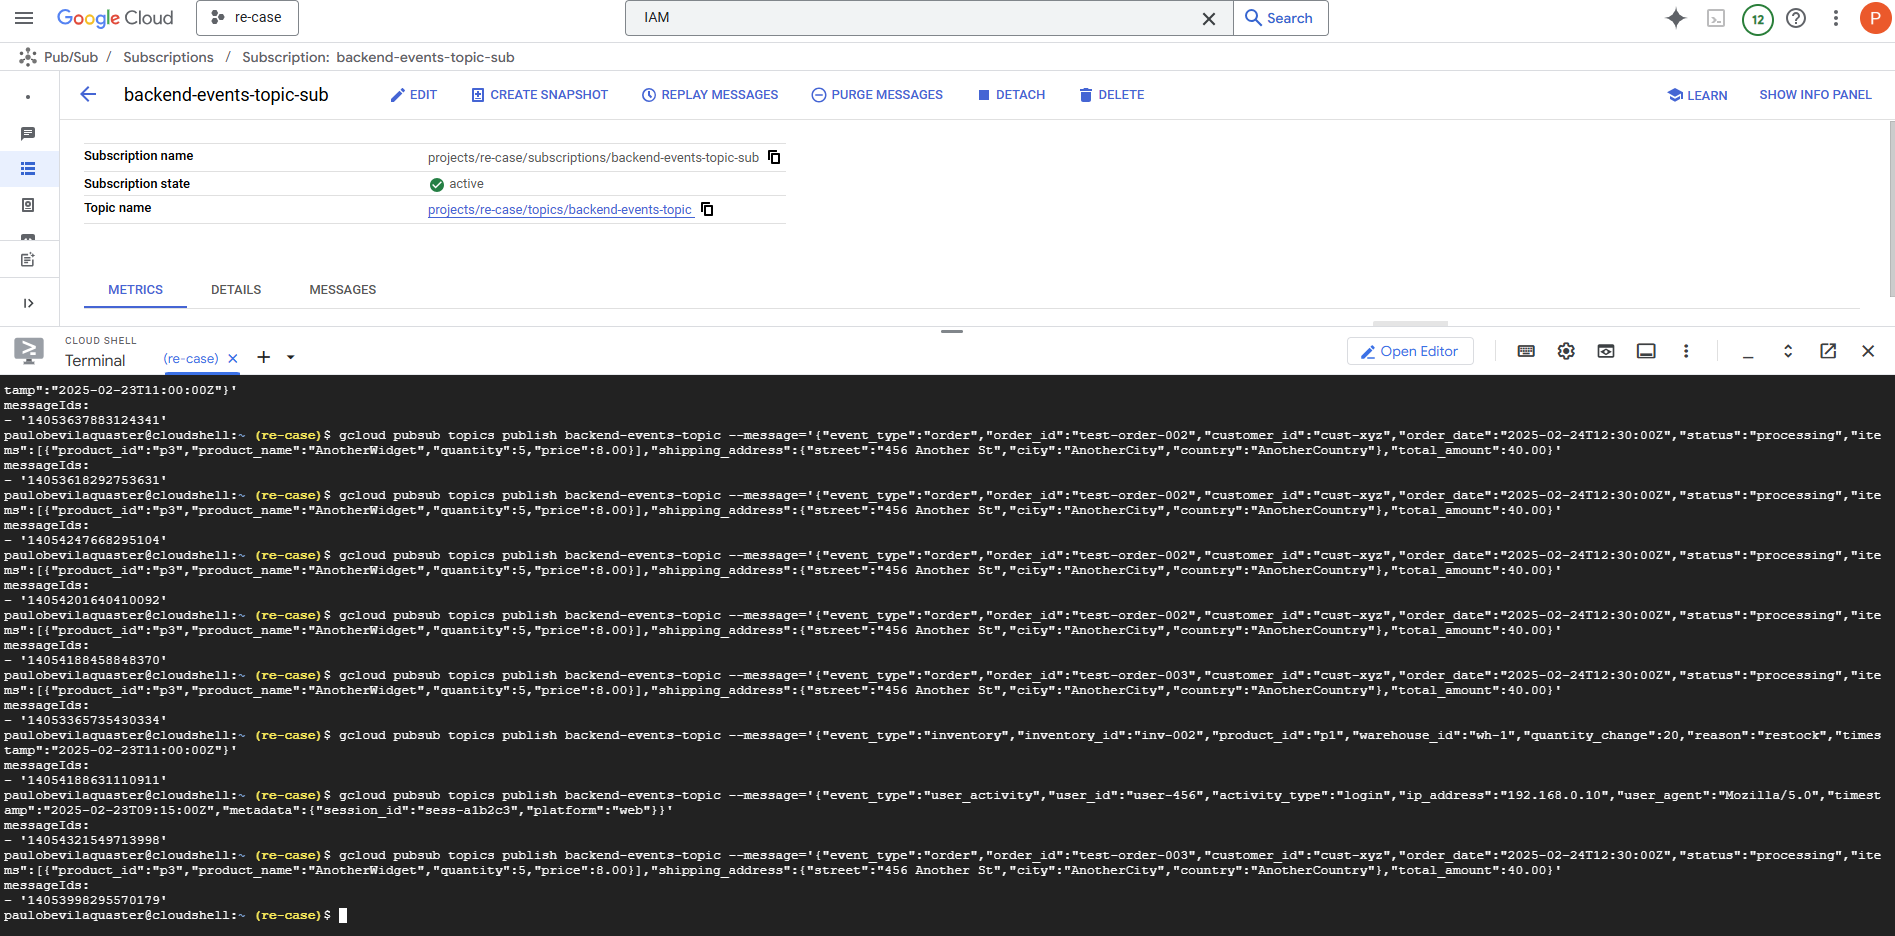 Google Cloud
re-case
IAM
Search
12
P
Pub/Sub / Subscriptions / Subscription: backend-events-topic-sub
backend-events-topic-sub
EDIT
CREATE SNAPSHOT
REPLAY MESSAGES
PURGE MESSAGES
DETACH
DELETE
LEARN
SHOW INFO PANEL
Subscription name projects/re-case/subscriptions/backend-events-topic-sub
Subscription state active
Topic name projects/re-case/topics/backend-events-topic
METRICS DETAILS MESSAGES
CLOUD SHELL
Terminal
(re-case)
Open Editor
tamp":"2025-02-23T11:00:00Z"}'
messageIds:
- '14053637883124341'
paulobevilaquaster@cloudshell:~ (re-case)$ gcloud pubsub topics publish backend-events-topic --message='{"event_type":"order","order_id":"test-order-002","customer_id":"cust-xyz","order_date":"2025-02-24T12:30:00Z","status":"processing","ite
ms":[{"product_id":"p3","product_name":"AnotherWidget","quantity":5,"price":8.00}],"shipping_address":{"street":"456 Another St","city":"AnotherCity","country":"AnotherCountry"},"total_amount":40.00}'
messageIds:
- '14053618292753631'
paulobevilaquaster@cloudshell:~ (re-case)$ gcloud pubsub topics publish backend-events-topic --message='{"event_type":"order","order_id":"test-order-002","customer_id":"cust-xyz","order_date":"2025-02-24T12:30:00Z","status":"processing","ite
ms":[{"product_id":"p3","product_name":"AnotherWidget","quantity":5,"price":8.00}],"shipping_address":{"street":"456 Another St","city":"AnotherCity","country":"AnotherCountry"},"total_amount":40.00}'
messageIds:
- '14054247668295104'
paulobevilaquaster@cloudshell:~ (re-case)$ gcloud pubsub topics publish backend-events-topic --message='{"event_type":"order","order_id":"test-order-002","customer_id":"cust-xyz","order_date":"2025-02-24T12:30:00Z","status":"processing","ite
ms":[{"product_id":"p3","product_name":"AnotherWidget","quantity":5,"price":8.00}],"shipping_address":{"street":"456 Another St","city":"AnotherCity","country":"AnotherCountry"},"total_amount":40.00}'
messageIds:
- '14054201640410092'
paulobevilaquaster@cloudshell:~ (re-case)$ gcloud pubsub topics publish backend-events-topic --message='{"event_type":"order","order_id":"test-order-002","customer_id":"cust-xyz","order_date":"2025-02-24T12:30:00Z","status":"processing","ite
ms":[{"product_id":"p3","product_name":"AnotherWidget","quantity":5,"price":8.00}],"shipping_address":{"street":"456 Another St","city":"AnotherCity","country":"AnotherCountry"},"total_amount":40.00}'
messageIds:
- '14054188458848370'
paulobevilaquaster@cloudshell:~ (re-case)$ gcloud pubsub topics publish backend-events-topic --message='{"event_type":"order","order_id":"test-order-003","customer_id":"cust-xyz","order_date":"2025-02-24T12:30:00Z","status":"processing","ite
ms":[{"product_id":"p3","product_name":"AnotherWidget","quantity":5,"price":8.00}],"shipping_address":{"street":"456 Another St","city":"AnotherCity","country":"AnotherCountry"},"total_amount":40.00}'
messageIds:
- '14053365735430334'
paulobevilaquaster@cloudshell:~ (re-case)$ gcloud pubsub topics publish backend-events-topic --message='{"event_type":"inventory","inventory_id":"inv-002","product_id":"p1","warehouse_id":"wh-1","quantity_change":20,"reason":"restock","times
tamp":"2025-02-23T11:00:00Z"}'
messageIds:
- '14054188631110911'
paulobevilaquaster@cloudshell:~ (re-case)$ gcloud pubsub topics publish backend-events-topic --message='{"event_type":"user_activity","user_id":"user-456","activity_type":"login","ip_address":"192.168.0.10","user_agent":"Mozilla/5.0","timest
amp":"2025-02-23T09:15:00Z","metadata":{"session_id":"sess-a1b2c3","platform":"web"}}'
messageIds:
- '14054321549713998'
paulobevilaquaster@cloudshell:~ (re-case)$ gcloud pubsub topics publish backend-events-topic --message='{"event_type":"order","order_id":"test-order-003","customer_id":"cust-xyz","order_date":"2025-02-24T12:30:00Z","status":"processing","ite
ms":[{"product_id":"p3","product_name":"AnotherWidget","quantity":5,"price":8.00}],"shipping_address":{"street":"456 Another St","city":"AnotherCity","country":"AnotherCountry"},"total_amount":40.00}'
messageIds:
- '14053998295570179'
paulobevilaquaster@cloudshell:~ (re-case)$